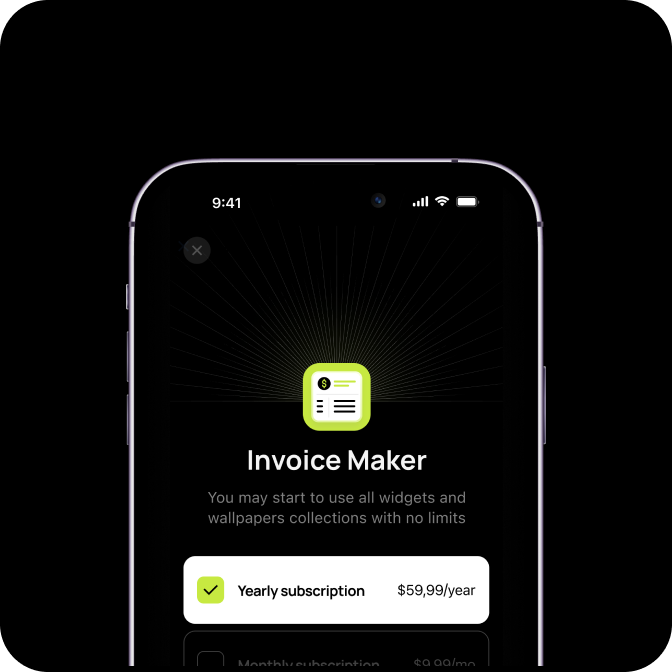 9:41
Invoice Maker
You may start to use all widgets and
wallpapers collections with no limits
Yearly subscription $59,99/year
Monthly subscription $9,99/mo